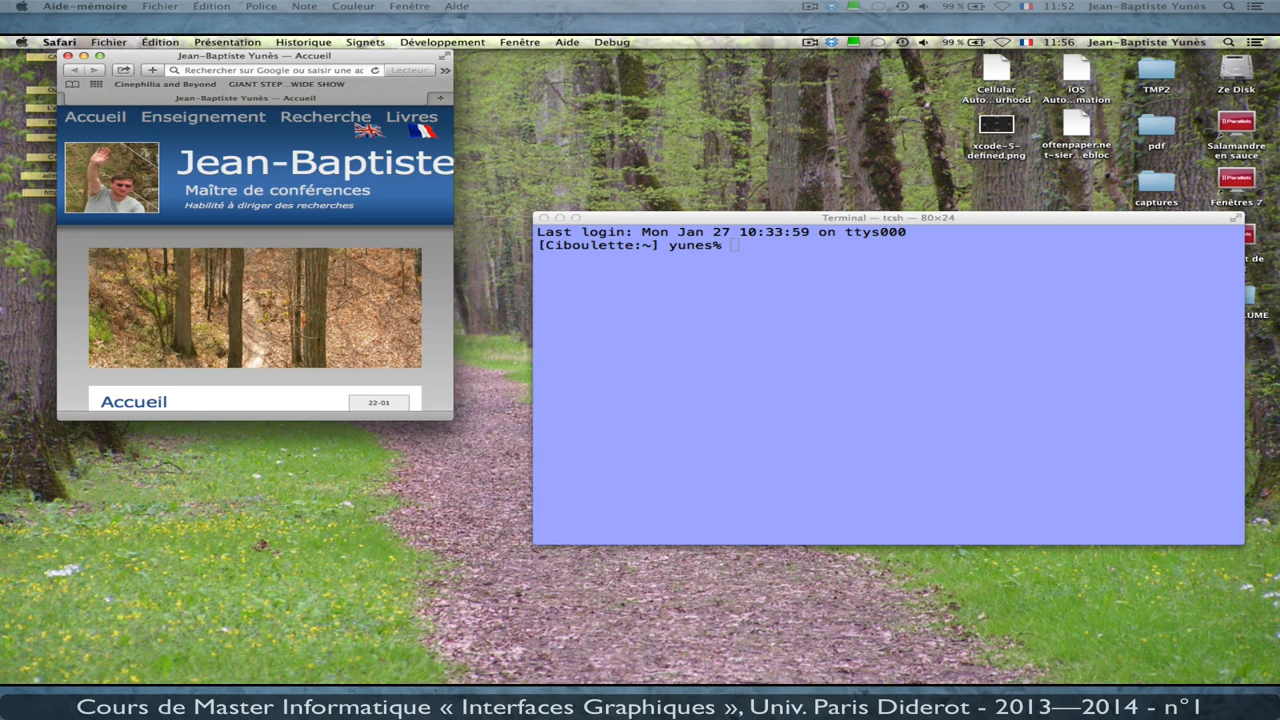 Aide-mémoire Fichier Édition Police Note Couleur Fenêtre Aide 99 % 11:52 Jean-Baptiste Yunès
Safari Fichier Édition Présentation Historique Signets Développement Fenêtre Aide Debug 99 % 11:56 Jean-Baptiste Yunès
Jean-Baptiste Yunès — Accueil
Rechercher sur Google ou saisir une ac
Lecteur
Cinephilia and Beyond GIANT STEP...WIDE SHOW
Jean-Baptiste Yunès — Accueil
Accueil Enseignement Recherche Livres
Jean-Baptiste
Maître de conférences
Habilité à diriger des recherches
Accueil
22-01
Cellular
Auto...urhood
iOS
Auto...mation
TMP2
Ze Disk
xcode-5-
defined.png
oftenpaper.ne
t-sier...ebloc
pdf
Parallels
Salamandre
en sauce
captures
Parallels
Fenêtres 7
Terminal — tcsh — 80×24
Last login: Mon Jan 27 10:33:59 on ttys000
[Ciboulette:~] yunes%
Cours de Master Informatique « Interfaces Graphiques », Univ. Paris Diderot - 2013—2014 - n°1